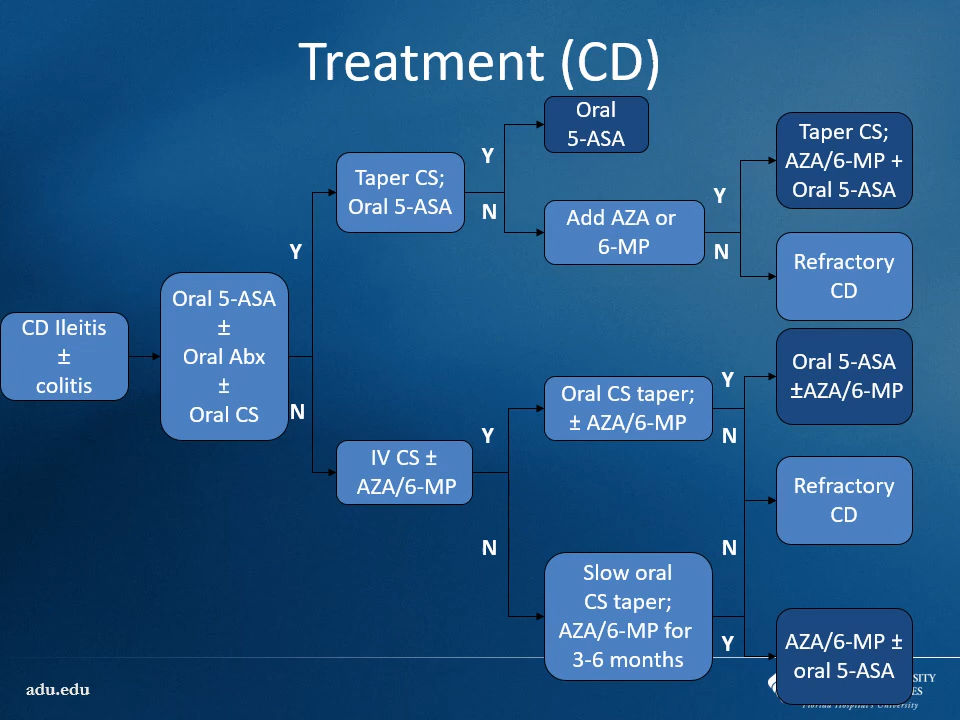 Treatment (CD)
CD Ileitis
±
colitis
Oral 5-ASA
±
Oral Abx
±
Oral CS
Y
N
Taper CS;
Oral 5-ASA
Y
N
Oral
5-ASA
Add AZA or
6-MP
Y
N
Taper CS;
AZA/6-MP +
Oral 5-ASA
Refractory
CD
IV CS ±
AZA/6-MP
Y
N
Oral CS taper;
± AZA/6-MP
Y
N
Oral 5-ASA
±AZA/6-MP
Refractory
CD
Slow oral
CS taper;
AZA/6-MP for
3-6 months
N
Y
AZA/6-MP ±
oral 5-ASA
adu.edu